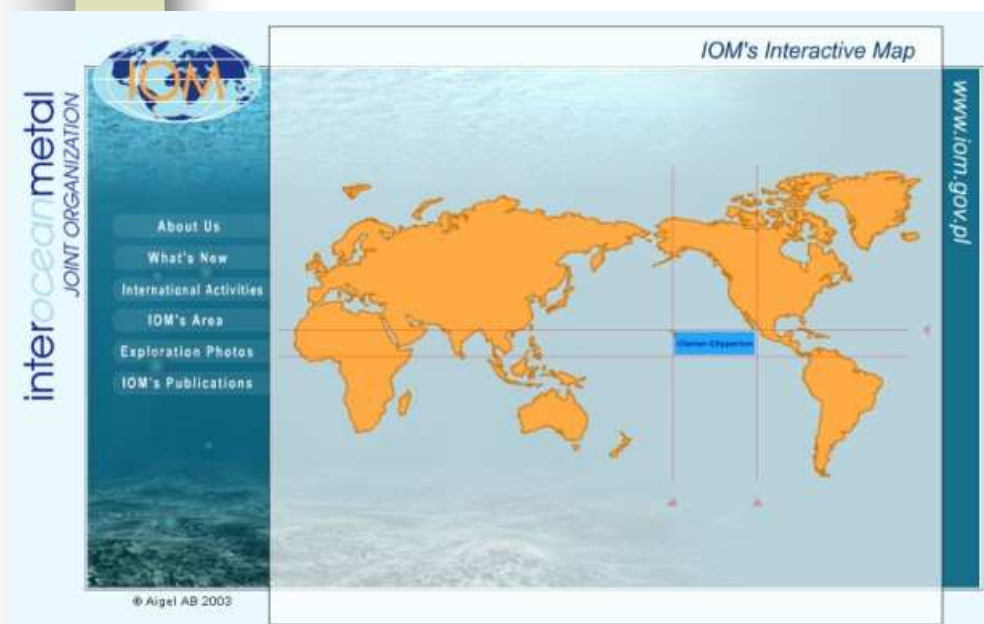 IOM's Interactive Map
IOM
interoceanmetal
JOINT ORGANIZATION
www.iom.gov.pl
About Us
What's New
International Activities
IOM's Area
Exploration Photos
IOM's Publications
Clarion-Clipperton
© Aigel AB 2003